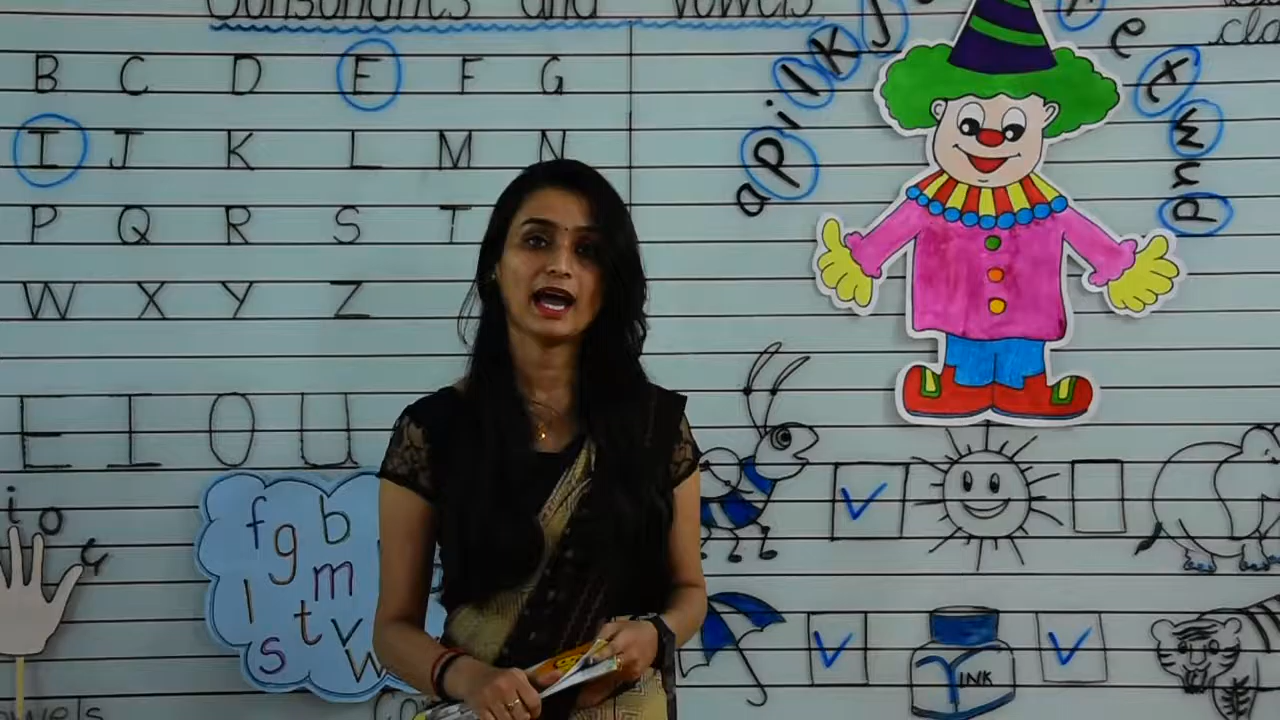 Consonants and Vowels
B C D E F G
I J K L M N
P Q R S T
W X Y Z
E I O U
i o u
f g b
l m
t v
s w
a p i l k j
e x m n p
INK